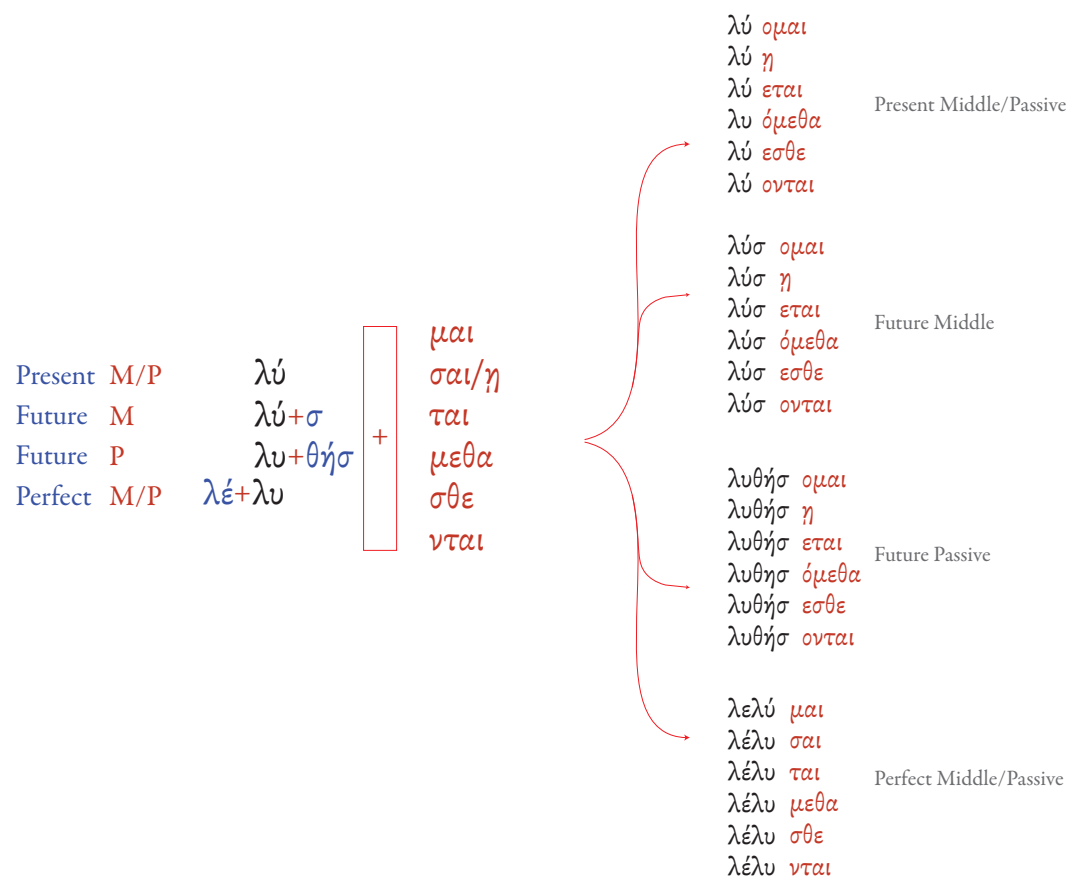 Present M/P λύ
Future M λύ+σ
Future P λυ+θήσ
Perfect M/P λέ+λυ
+
μαι
σαι/ῃ
ται
μεθα
σθε
νται
λύ ομαι
λύ ῃ
λύ εται
λυ όμεθα
λύ εσθε
λύ ονται
Present Middle/Passive
λύσ ομαι
λύσ ῃ
λύσ εται
λύσ όμεθα
λύσ εσθε
λύσ ονται
Future Middle
λυθήσ ομαι
λυθήσ ῃ
λυθήσ εται
λυθησ όμεθα
λυθήσ εσθε
λυθήσ ονται
Future Passive
λελύ μαι
λέλυ σαι
λέλυ ται
λέλυ μεθα
λέλυ σθε
λέλυ νται
Perfect Middle/Passive